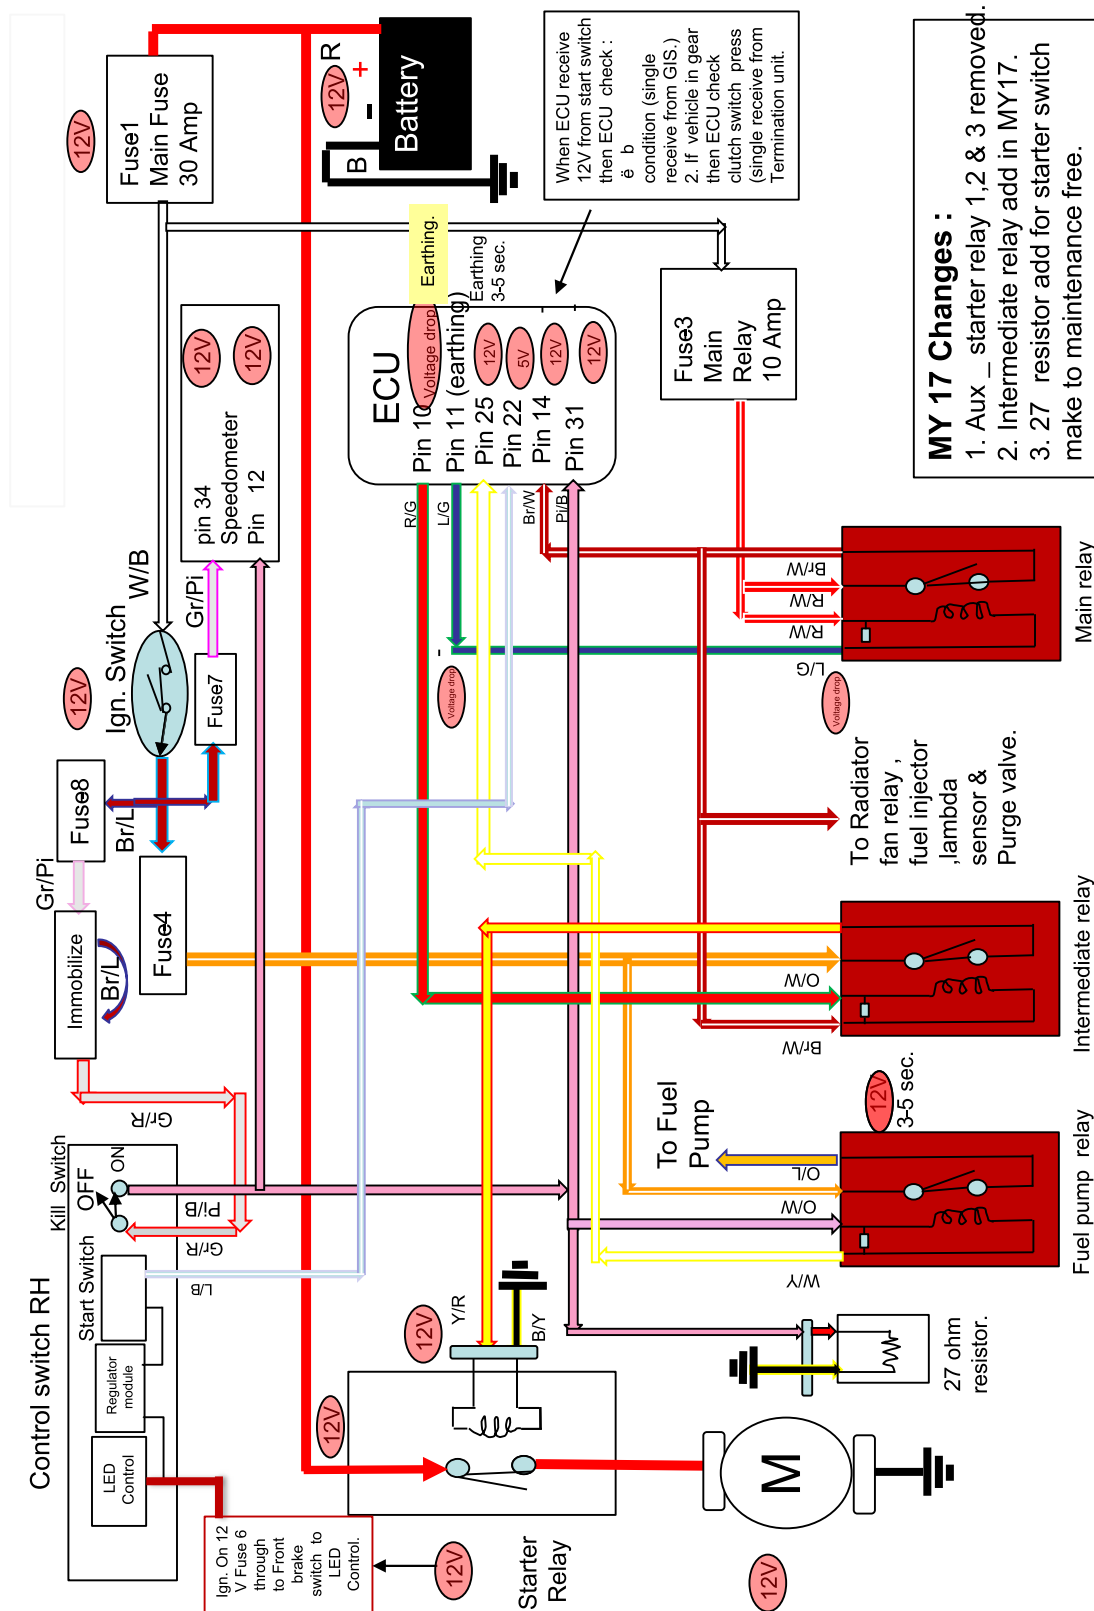 Control switch RH
LED
Control
Regulator
module
Start Switch
Kill Switch
OFF
ON
Immobilize
Br/L
Gr/Pi
Fuse8
Br/L
Fuse4
Ign. Switch
12V
W/B
12V
Fuse1
Main Fuse
30 Amp
Gr/R
Pi/B
Gr/R
L/B
Fuse7
Gr/Pi
pin 34
Speedometer
Pin 12
12V
12V
12V
R
+
-
B
Battery
Ign. On 12
V Fuse 6
through
to Front
brake
switch to
LED
Control.
12V
12V
12V
Starter
Relay
Y/R
B/Y
ECU
Pin 10
Voltage drop
Earthing.
Pin 11 (earthing)
Pin 25
12V
Earthing
3-5 sec.
Pin 22
5V
Pin 14
12V
Pin 31
12V
R/G
L/G
Br/W
Pi/B
-
Voltage drop
When ECU receive
12V from start switch
then ECU check :
ë b
condition (single
receive from GIS.)
2. If vehicle in gear
then ECU check
clutch switch press
(single receive from
Termination unit.
Fuse3
Main
Relay
10 Amp
M
12V
27 ohm
resistor.
To Fuel
Pump
W/Y
O/W
O/L
12V
3-5 sec.
Fuel pump relay
Br/W
O/W
Intermediate relay
To Radiator
fan relay ,
fuel injector
,lambda
sensor &
Purge valve.
Voltage drop
L/G
R/W
R/W
Br/W
Main relay
MY 17 Changes :
1. Aux _ starter relay 1,2 & 3 removed.
2. Intermediate relay add in MY17.
3. 27 resistor add for starter switch
make to maintenance free.